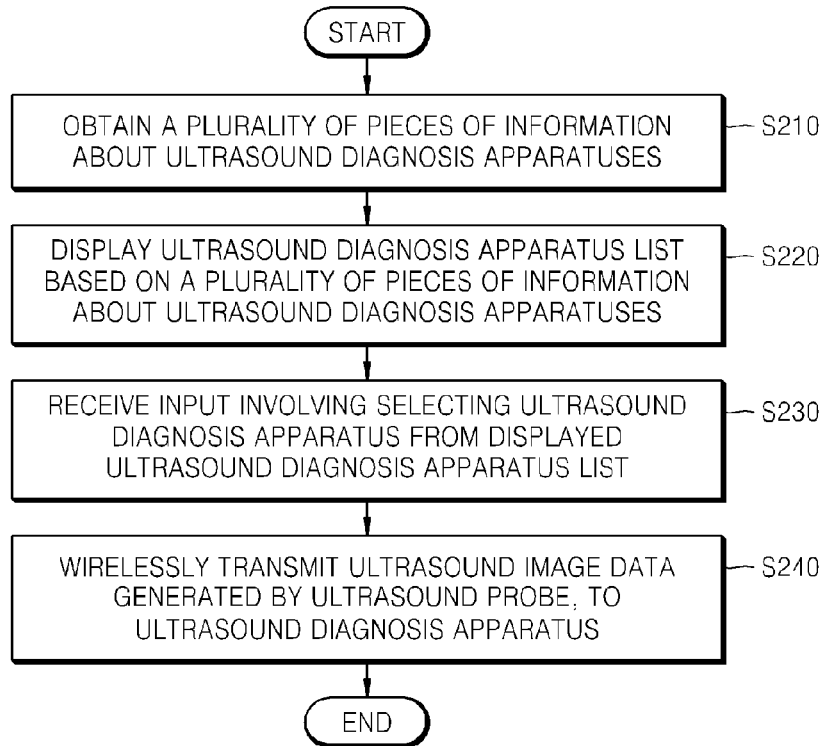 START
OBTAIN A PLURALITY OF PIECES OF INFORMATION
ABOUT ULTRASOUND DIAGNOSIS APPARATUSES
S210
DISPLAY ULTRASOUND DIAGNOSIS APPARATUS LIST
BASED ON A PLURALITY OF PIECES OF INFORMATION
ABOUT ULTRASOUND DIAGNOSIS APPARATUSES
S220
RECEIVE INPUT INVOLVING SELECTING ULTRASOUND
DIAGNOSIS APPARATUS FROM DISPLAYED
ULTRASOUND DIAGNOSIS APPARATUS LIST
S230
WIRELESSLY TRANSMIT ULTRASOUND IMAGE DATA
GENERATED BY ULTRASOUND PROBE, TO
ULTRASOUND DIAGNOSIS APPARATUS
S240
END